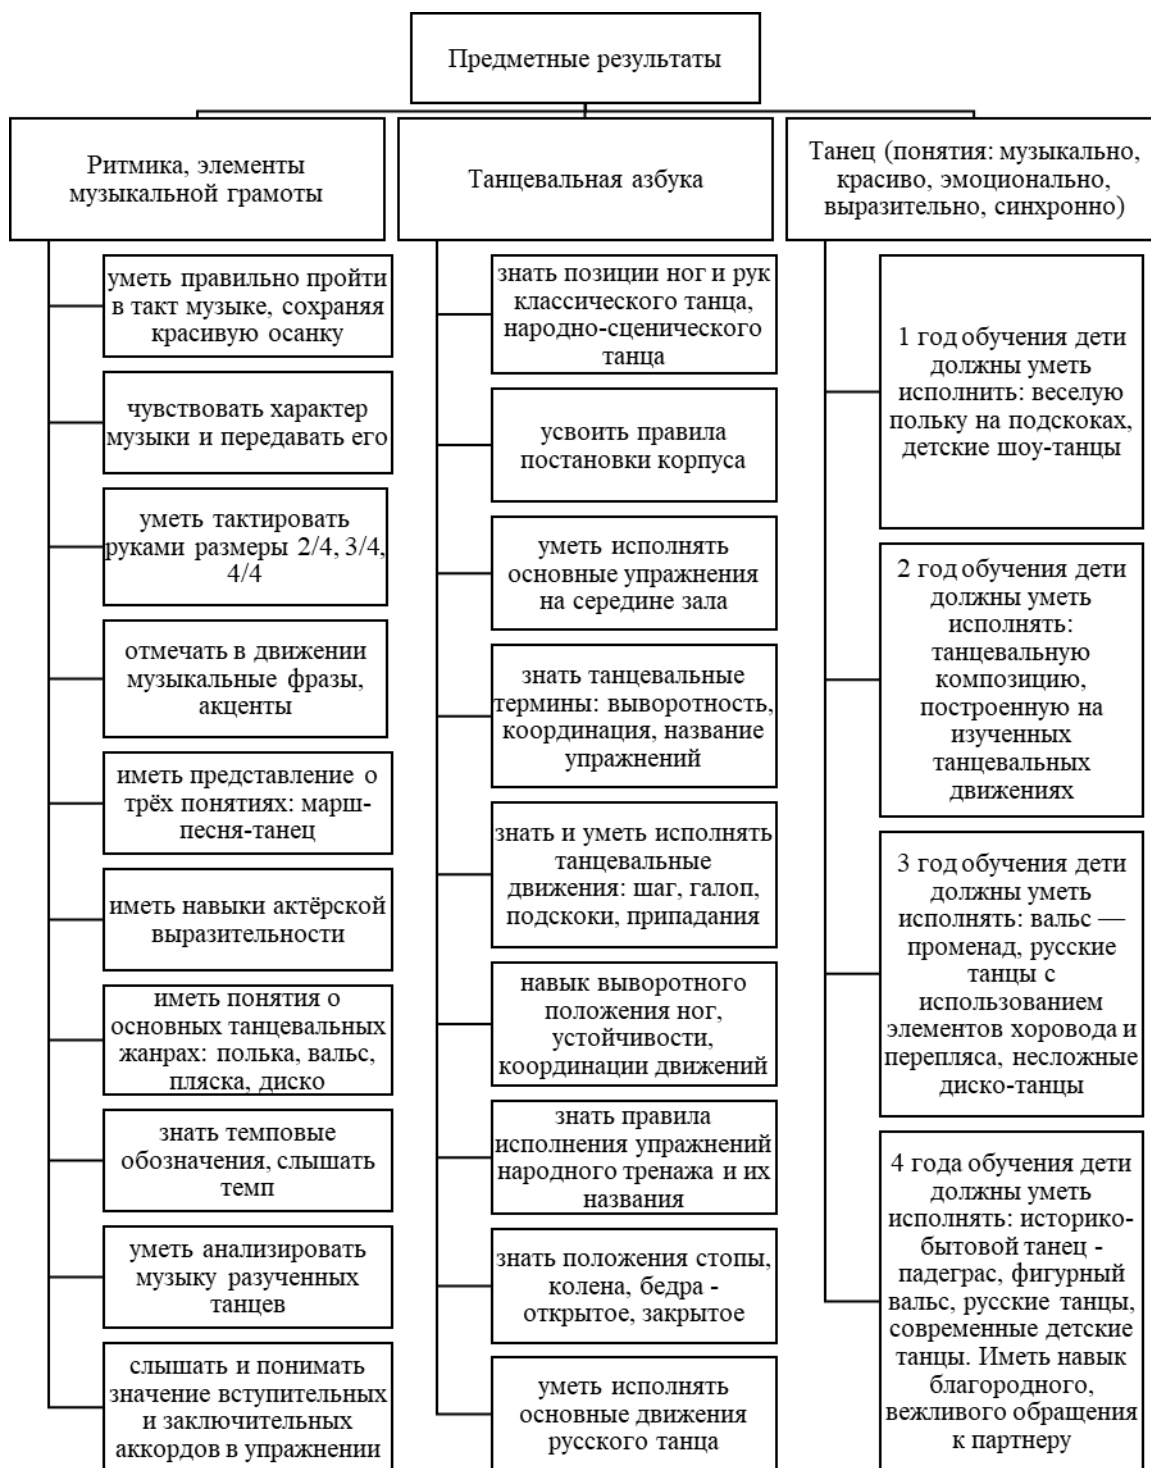 Предметные результаты
Ритмика, элементы
музыкальной грамоты
уметь правильно пройти
в такт музыке, сохраняя
красивую осанку
чувствовать характер
музыки и передавать его
уметь тактировать
руками размеры 2/4, 3/4,
4/4
отмечать в движении
музыкальные фразы,
акценты
иметь представление о
трёх понятиях: марш-
песня-танец
иметь навыки актёрской
выразительности
иметь понятия о
основных танцевальных
жанрах: полька, вальс,
пляска, диско
знать темповые
обозначения, слышать
темп
уметь анализировать
музыку разученных
танцев
слышать и понимать
значение вступительных
и заключительных
аккордов в упражнении
Танцевальная азбука
знать позиции ног и рук
классического танца,
народно-сценического
танца
усвоить правила
постановки корпуса
уметь исполнять
основные упражнения
на середине зала
знать танцевальные
термины: выворотность,
координация, название
упражнений
знать и уметь исполнять
танцевальные
движения: шаг, галоп,
подскоки, припадания
навык выворотного
положения ног,
устойчивости,
координации движений
знать правила
исполнения упражнений
народного тренажа и их
названия
знать положения стопы,
колена, бедра -
открытое, закрытое
уметь исполнять
основные движения
русского танца
Танец (понятия: музыкально,
красиво, эмоционально,
выразительно, синхронно)
1 год обучения дети
должны уметь
исполнить: веселую
польку на подскоках,
детские шоу-танцы
2 год обучения дети
должны уметь
исполнять:
танцевальную
композицию,
построенную на
изученных
танцевальных
движениях
3 год обучения дети
должны уметь
исполнять: вальс —
променад, русские
танцы с
использованием
элементов хоровода и
перепляса, несложные
диско-танцы
4 года обучения дети
должны уметь
исполнять: историко-
бытовой танец -
падеграс, фигурный
вальс, русские танцы,
современные детские
танцы. Иметь навык
благородного,
вежливого обращения
к партнеру